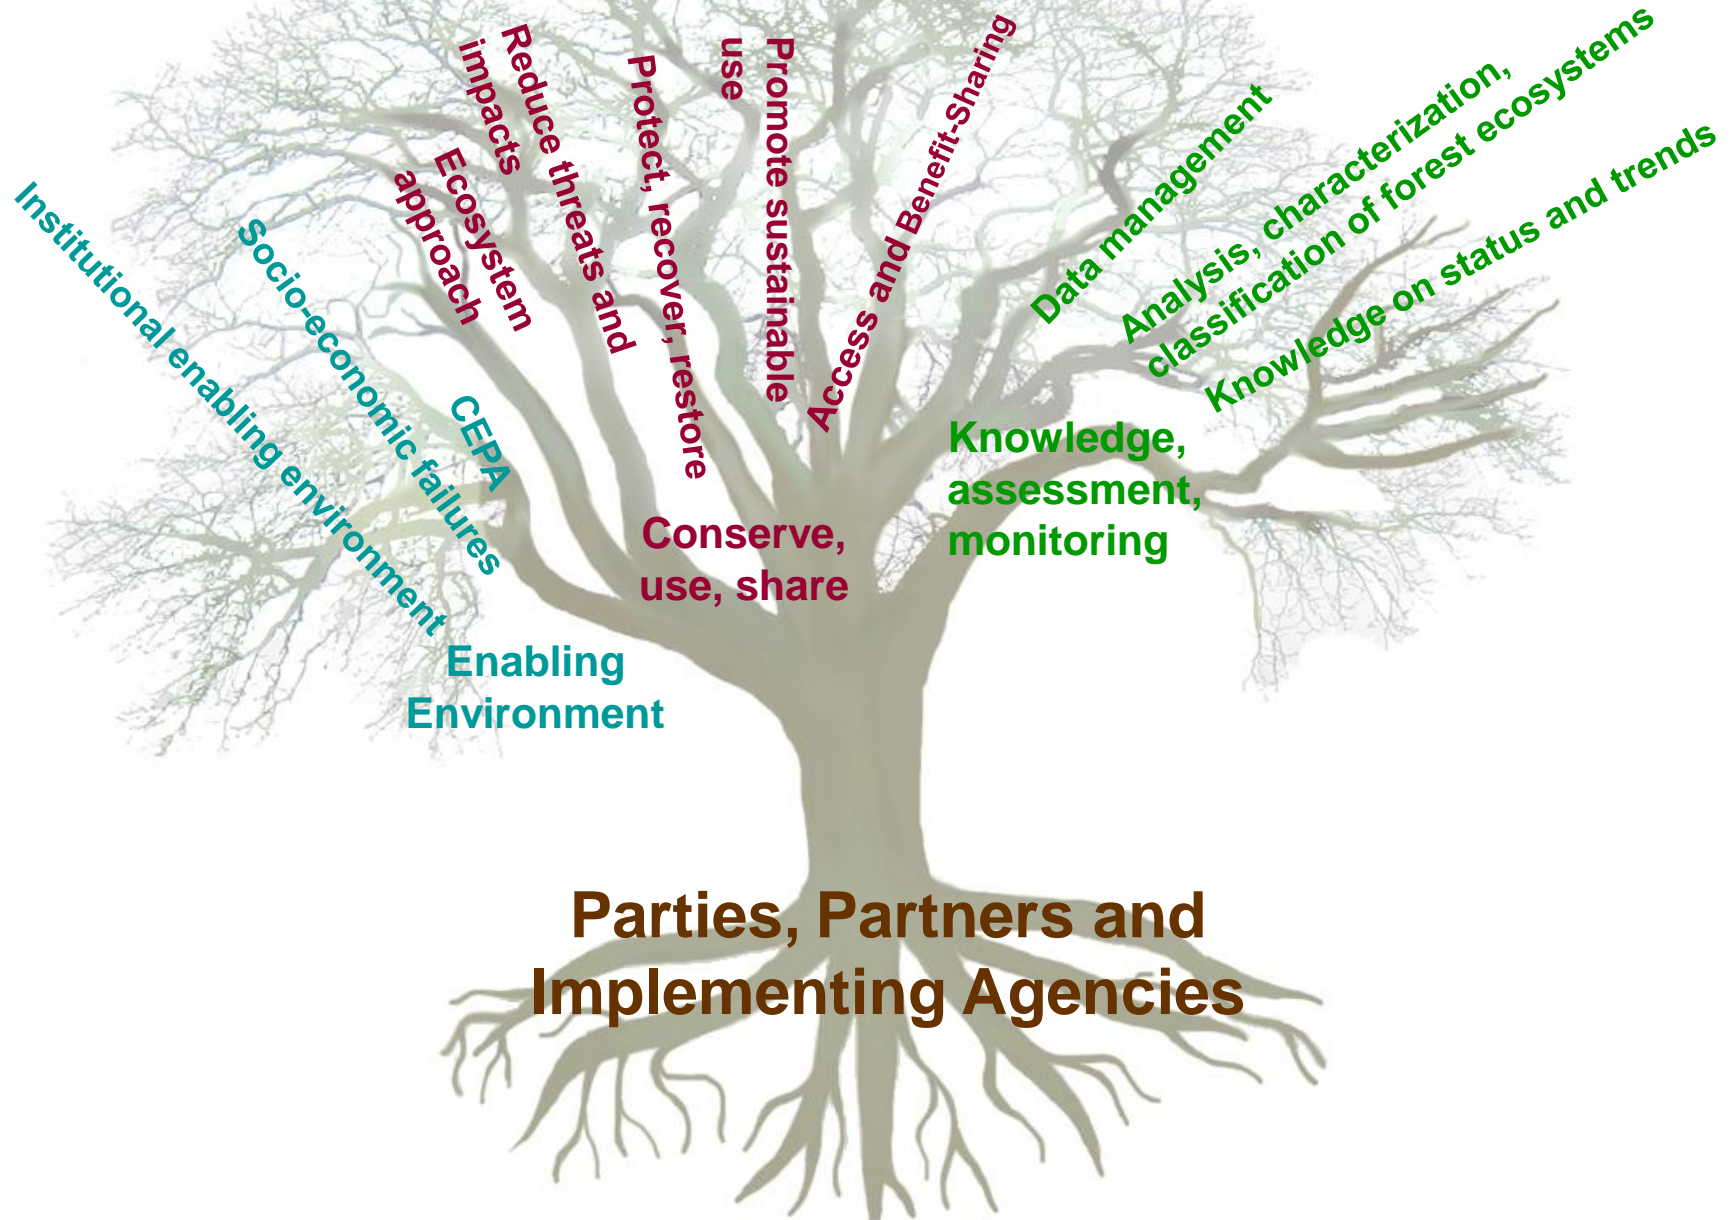 Institutional enabling environment
Socio-economic failures
CEPA
Enabling
Environment
Ecosystem
approach
Reduce threats and
impacts
Protect, recover, restore
Promote sustainable
use
Access and Benefit-Sharing
Conserve,
use, share
Data management
Analysis, characterization,
classification of forest ecosystems
Knowledge on status and trends
Knowledge,
assessment,
monitoring
Parties, Partners and
Implementing Agencies